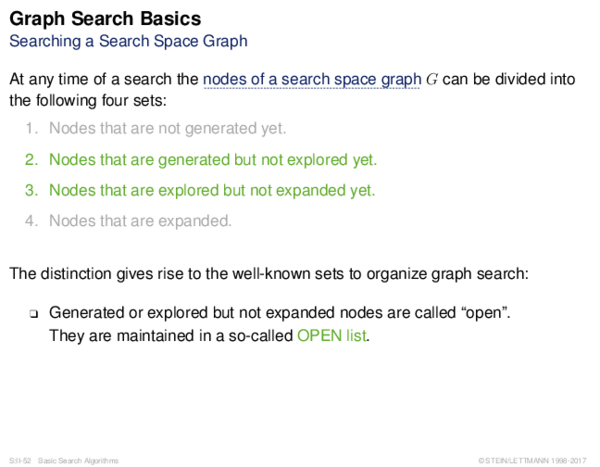 Graph Search Basics
Searching a Search Space Graph
At any time of a search the nodes of a search space graph G can be divided into
the following four sets:
1. Nodes that are not generated yet.
2. Nodes that are generated but not explored yet.
3. Nodes that are explored but not expanded yet.
4. Nodes that are expanded.
The distinction gives rise to the well-known sets to organize graph search:
❑ Generated or explored but not expanded nodes are called “open”.
They are maintained in a so-called OPEN list.
S:II-52 Basic Search Algorithms
©STEIN/LETTMANN 1998-2017